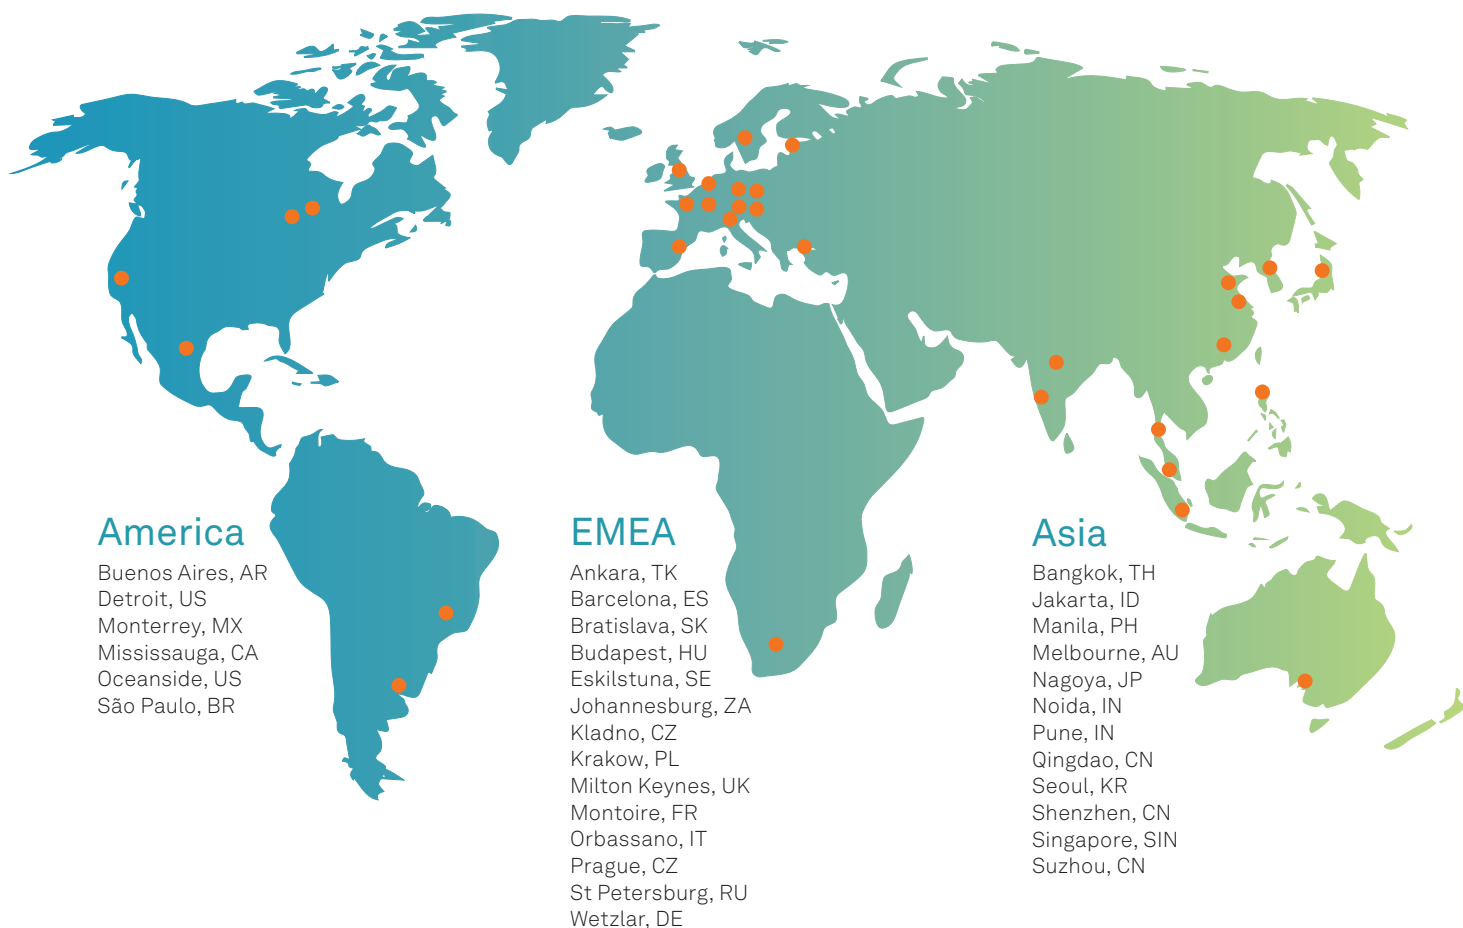 America
Buenos Aires, AR
Detroit, US
Monterrey, MX
Mississauga, CA
Oceanside, US
São Paulo, BR
EMEA
Ankara, TK
Barcelona, ES
Bratislava, SK
Budapest, HU
Eskilstuna, SE
Johannesburg, ZA
Kladno, CZ
Krakow, PL
Milton Keynes, UK
Montoire, FR
Orbassano, IT
Prague, CZ
St Petersburg, RU
Wetzlar, DE
Asia
Bangkok, TH
Jakarta, ID
Manila, PH
Melbourne, AU
Nagoya, JP
Noida, IN
Pune, IN
Qingdao, CN
Seoul, KR
Shenzhen, CN
Singapore, SIN
Suzhou, CN